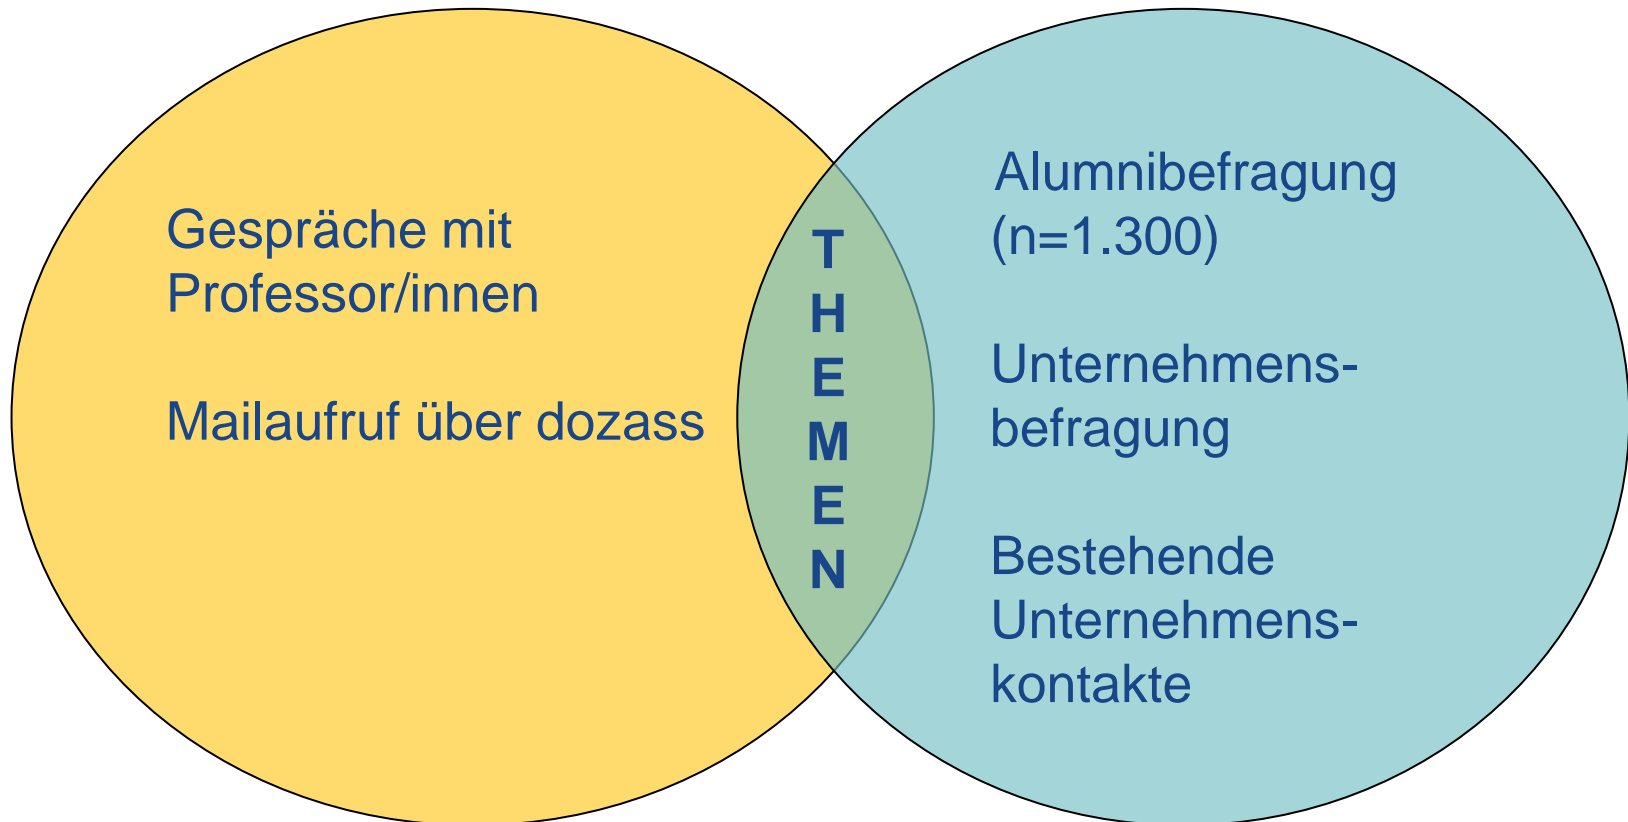 Gespräche mit
Professor/innen
Mailaufruf über dozass
T
H
E
M
E
N
Alumnibefragung
(n=1.300)
Unternehmens-
befragung
Bestehende
Unternehmens-
kontakte